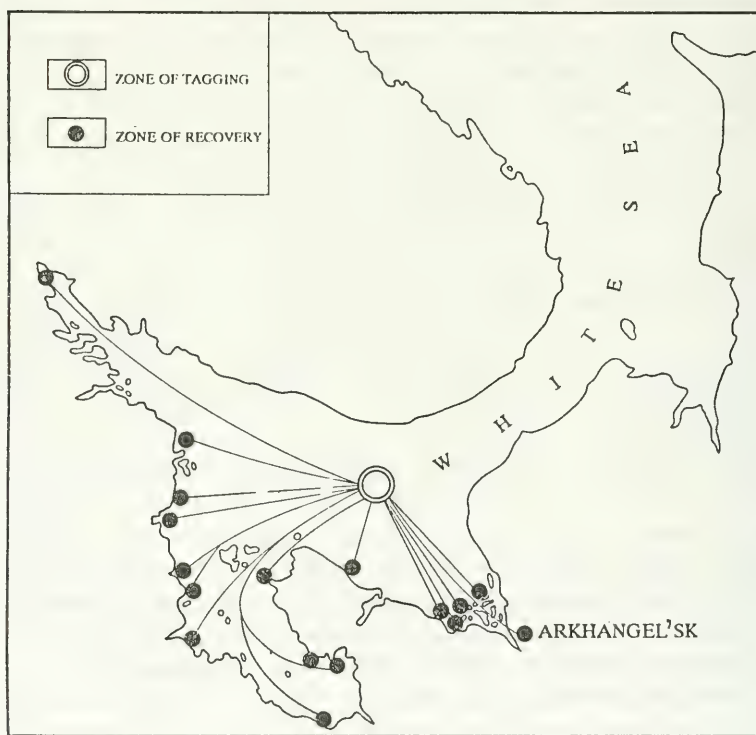 ZONE OF TAGGING
ZONE OF RECOVERY
WHITE SEA
ARKHANGEL'SK